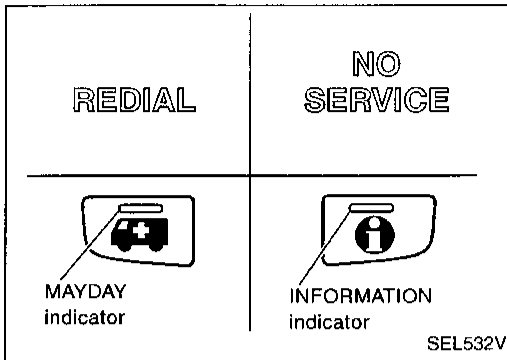 REDIAL
NO
SERVICE
MAYDAY
indicator
INFORMATION
indicator
SEL532V